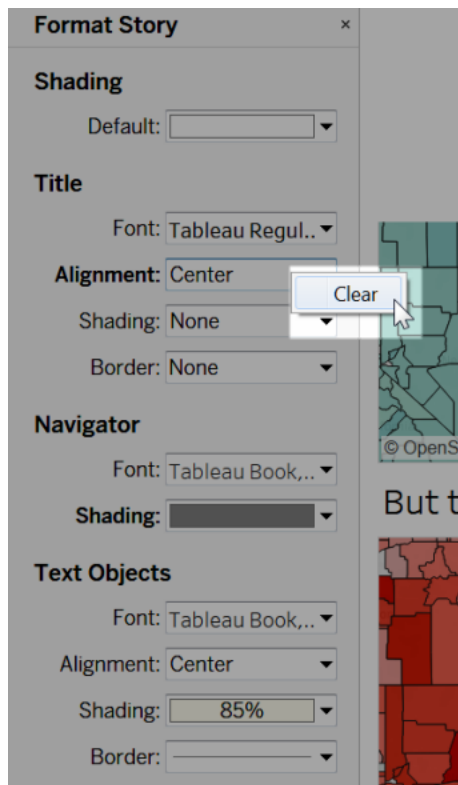 Format Story ×
Shading
Default:
Title
Font: Tableau Regul..
Alignment: Center
Clear
Shading: None
Border: None
Navigator
© OpenS
Font: Tableau Book,..
But t
Shading:
Text Objects
Font: Tableau Book,..
Alignment: Center
Shading: 85%
Border: